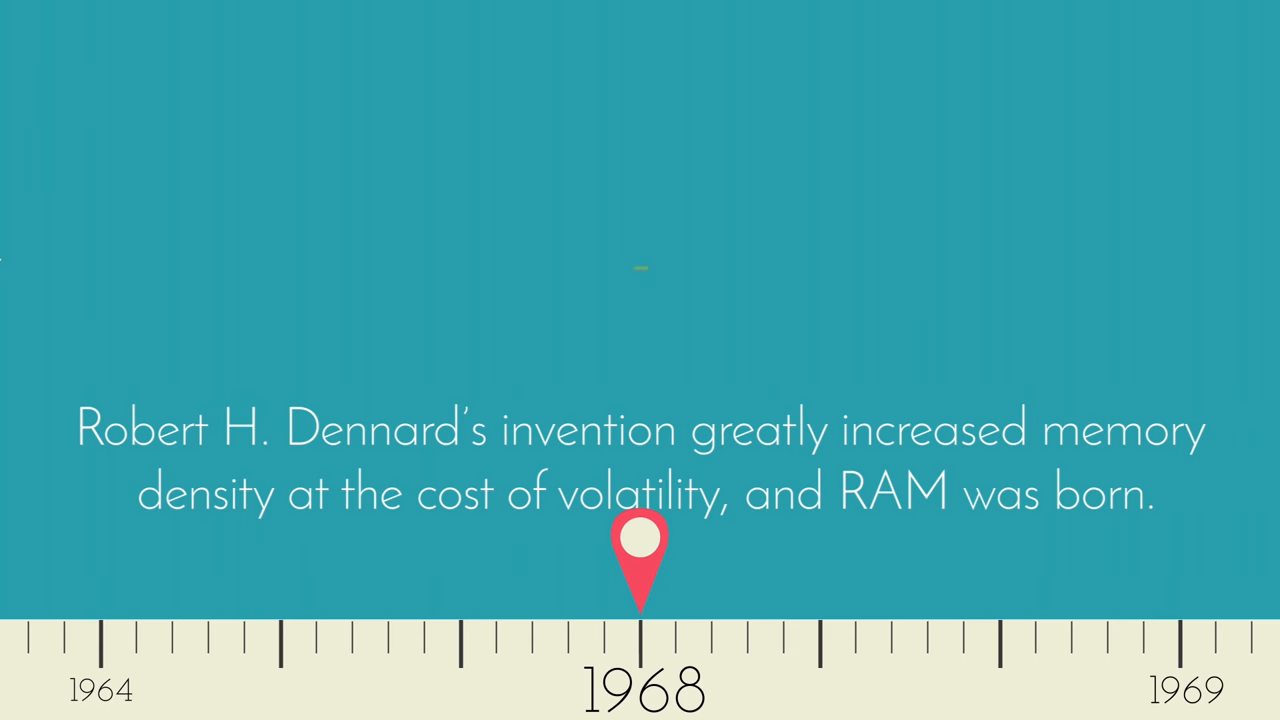 Robert H. Dennard's invention greatly increased memory
density at the cost of volatility, and RAM was born.
1964
1968
1969